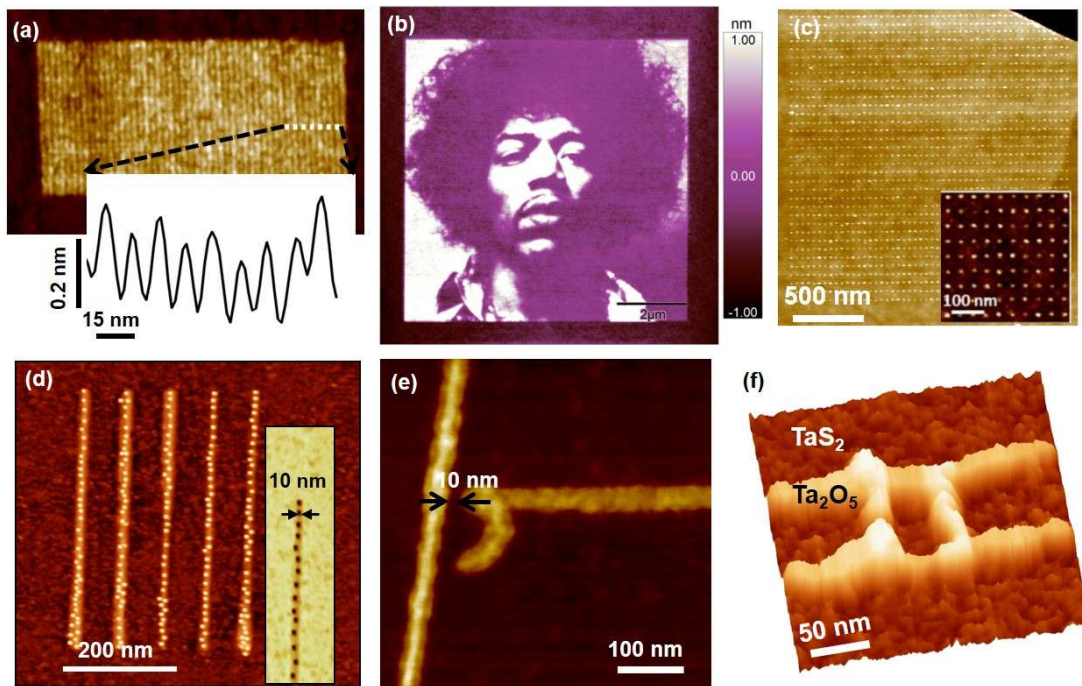 (a)
0.2 nm
15 nm
(b)
2µm
nm
1.00
0.00
-1.00
(c)
500 nm
100 nm
(d)
10 nm
200 nm
(e)
10 nm
100 nm
(f)
TaS₂
Ta₂O₅
50 nm